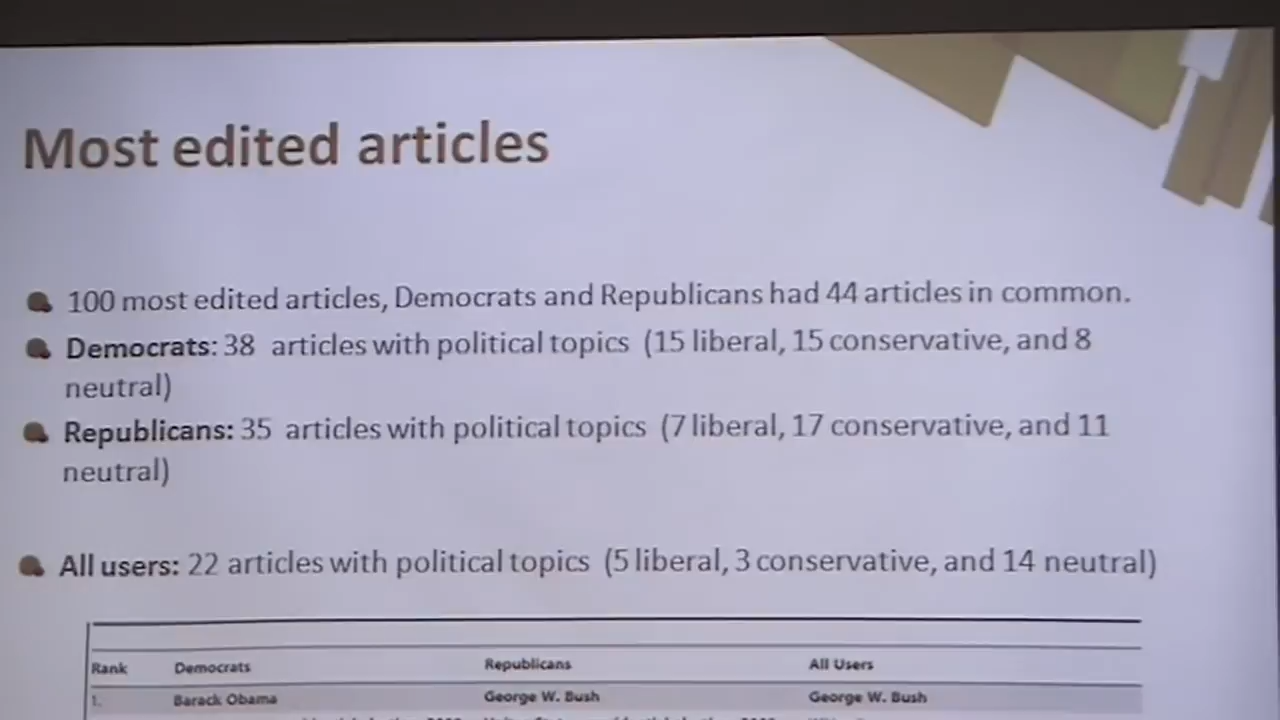 Most edited articles
100 most edited articles, Democrats and Republicans had 44 articles in common.
Democrats: 38 articles with political topics (15 liberal, 15 conservative, and 8
neutral)
Republicans: 35 articles with political topics (7 liberal, 17 conservative, and 11
neutral)
All users: 22 articles with political topics (5 liberal, 3 conservative, and 14 neutral)
Rank Democrats Republicans All Users
1. Barack Obama George W. Bush George W. Bush